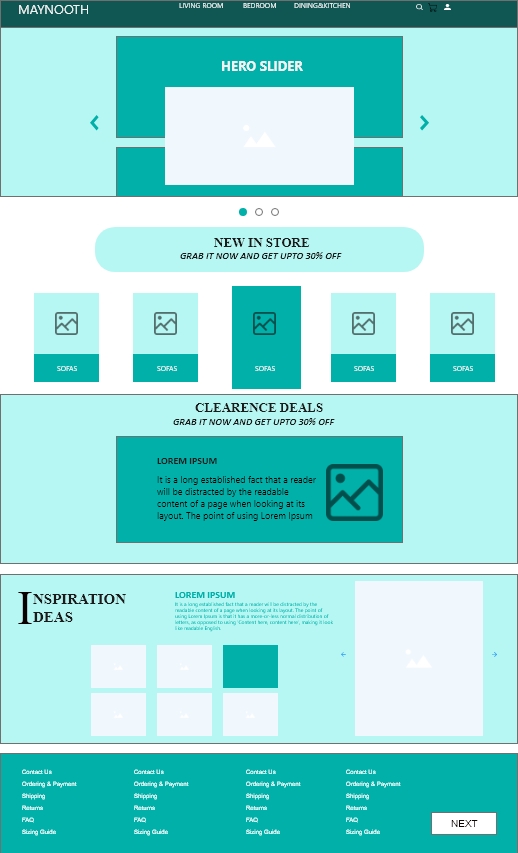 MAYNOOTH
LIVING ROOM BEDROOM DINING&KITCHEN
HERO SLIDER
NEW IN STORE
GRAB IT NOW AND GET UPTO 30% OFF
SOFAS SOFAS SOFAS SOFAS SOFAS
CLEARENCE DEALS
GRAB IT NOW AND GET UPTO 30% OFF
LOREM IPSUM
It is a long established fact that a reader
will be distracted by the readable
content of a page when looking at its
layout. The point of using Lorem Ipsum
INSPIRATION
IDEAS
LOREM IPSUM
It is a long established fact that a reader will be distracted by the
readable content of a page when looking at its layout. The point of
using Lorem Ipsum is that it has a more-or-less normal distribution of
letters, as opposed to using 'Content here, content here', making it look
like readable English.
Contact Us Contact Us Contact Us Contact Us
Ordering & Payment Ordering & Payment Ordering & Payment Ordering & Payment
Shipping Shipping Shipping Shipping
Returns Returns Returns Returns
FAQ FAQ FAQ FAQ
Sizing Guide Sizing Guide Sizing Guide Sizing Guide
NEXT